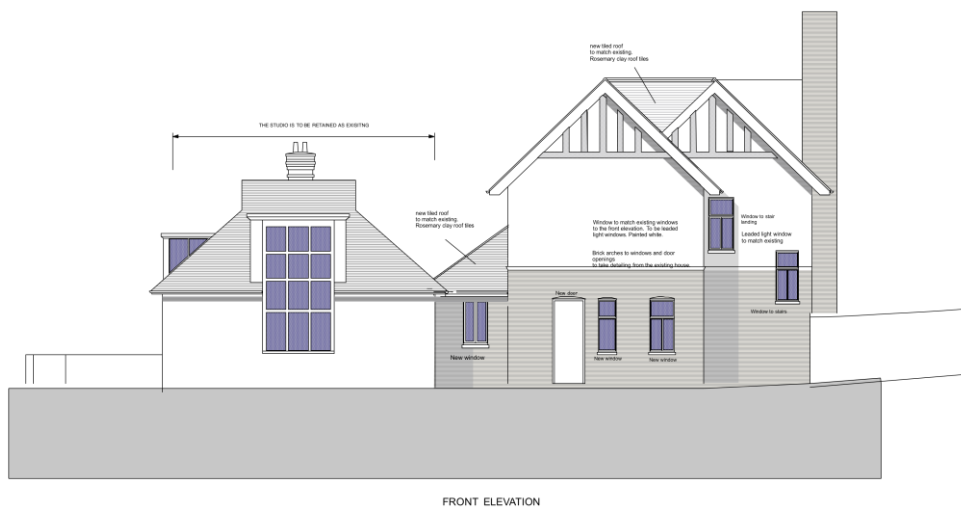 new tiled roof
to match existing.
Rosemary clay roof tiles
THE STUDIO IS TO BE RETAINED AS EXISITNG
new tiled roof
to match existing.
Rosemary clay roof tiles
Window to match existing windows
to the front elevation. To be leaded
light windows. Painted white.
Window to stair
landing
Leaded light window
to match existing
Brick arches to windows and door
openings
to take detailing from the existing house
New door
Window to stairs
New window
New window
New window
FRONT ELEVATION